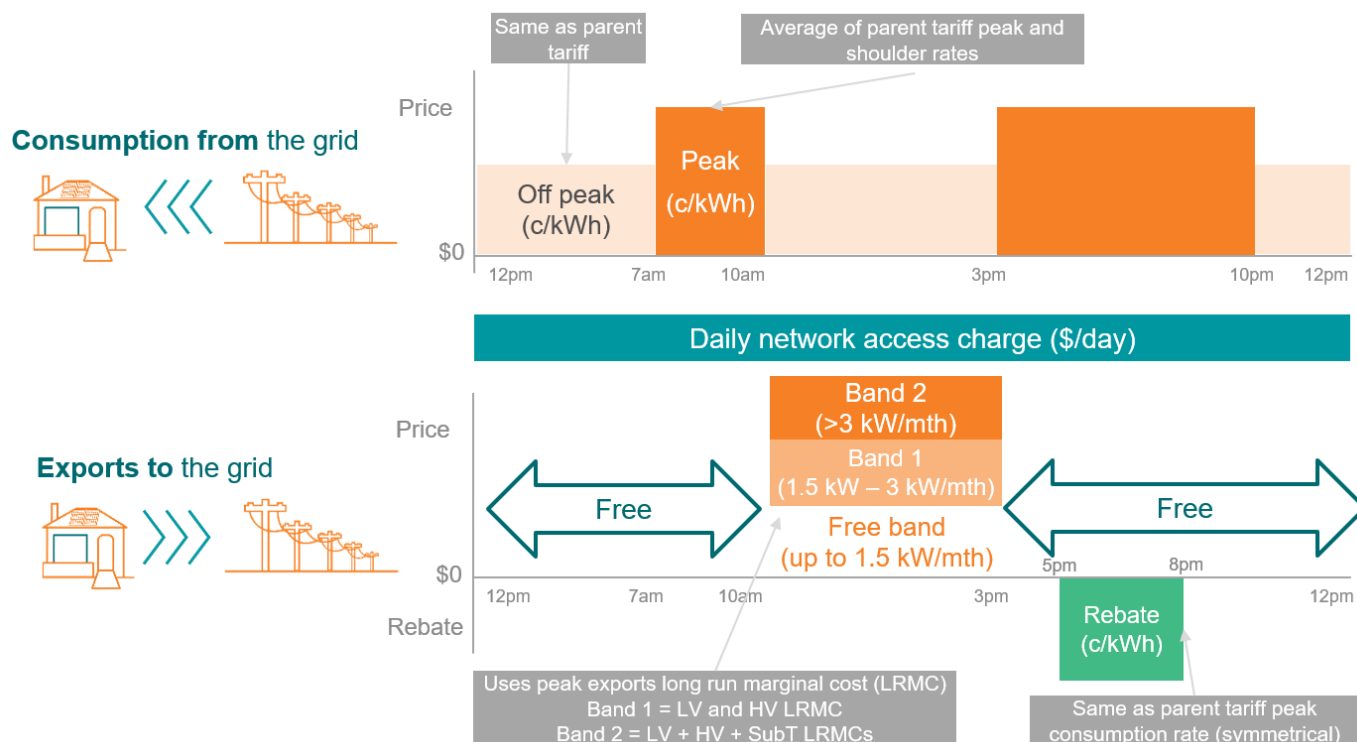 Same as parent
tariff
Average of parent tariff peak and
shoulder rates
Price
Consumption from the grid
Peak
(c/kWh)
Off peak
(c/kWh)
$0
12pm
7am
10am
3pm
10pm
12pm
Daily network access charge ($/day)
Band 2
(>3 kW/mth)
Price
Band 1
(1.5 kW – 3 kW/mth)
Exports to the grid
Free
Free
Free band
(up to 1.5 kW/mth)
5pm
8pm
$0
12pm
7am
10am
3pm
12pm
Rebate
Rebate
(c/kWh)
Uses peak exports long run marginal cost (LRMC)
Band 1 = LV and HV LRMC
Band 2 = LV + HV + SubT LRMCs
Same as parent tariff peak
consumption rate (symmetrical)